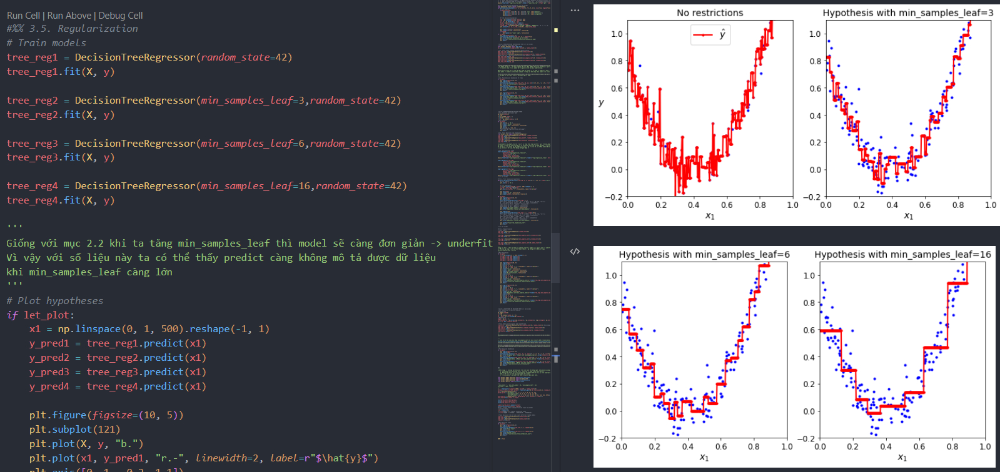 Run Cell | Run Above | Debug Cell
#%% 3.5. Regularization
# Train models
tree_reg1 = DecisionTreeRegressor(random_state=42)
tree_reg1.fit(X, y)
tree_reg2 = DecisionTreeRegressor(min_samples_leaf=3,random_state=42)
tree_reg2.fit(X, y)
tree_reg3 = DecisionTreeRegressor(min_samples_leaf=6,random_state=42)
tree_reg3.fit(X, y)
tree_reg4 = DecisionTreeRegressor(min_samples_leaf=16,random_state=42)
tree_reg4.fit(X, y)
'''
Giống với mục 2.2 khi ta tăng min_samples_leaf thì model sẽ càng đơn giản -> underfit
Vì vậy với số liệu này ta có thể thấy predict càng không mô tả được dữ liệu
khi min_samples_leaf càng lớn
'''
# Plot hypotheses
if let_plot:
    x1 = np.linspace(0, 1, 500).reshape(-1, 1)
    y_pred1 = tree_reg1.predict(x1)
    y_pred2 = tree_reg2.predict(x1)
    y_pred3 = tree_reg3.predict(x1)
    y_pred4 = tree_reg4.predict(x1)
    plt.figure(figsize=(10, 5))
    plt.subplot(121)
    plt.plot(X, y, "b.")
    plt.plot(x1, y_pred1, "r.-", linewidth=2, label=r"$\hat{y}$")
    plt.axis([0, 1, -0.2, 1.1])
No restrictions
ŷ
y
1.0
0.8
0.6
0.4
0.2
0.0
−0.2
0.0 0.2 0.4 0.6 0.8 1.0
x₁
Hypothesis with min_samples_leaf=3
1.0
0.8
0.6
0.4
0.2
0.0
−0.2
0.0 0.2 0.4 0.6 0.8 1.0
x₁
Hypothesis with min_samples_leaf=6
1.0
0.8
0.6
0.4
0.2
0.0
−0.2
0.0 0.2 0.4 0.6 0.8 1.0
x₁
Hypothesis with min_samples_leaf=16
1.0
0.8
0.6
0.4
0.2
0.0
−0.2
0.0 0.2 0.4 0.6 0.8 1.0
x₁